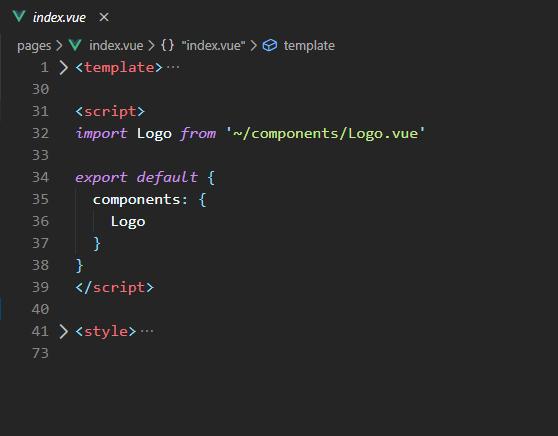 index.vue ×
pages > index.vue > {} "index.vue" > template
1 <template>…
30
31 <script>
32 import Logo from '~/components/Logo.vue'
33
34 export default {
35   components: {
36     Logo
37   }
38 }
39 </script>
40
41 <style>…
73